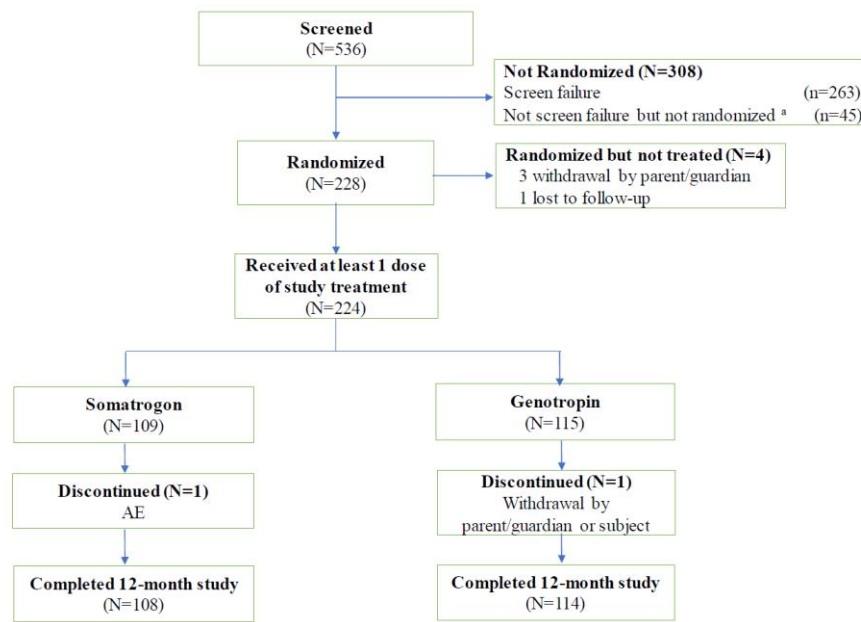 Screened
(N=536)
Not Randomized (N=308)
Screen failure (n=263)
Not screen failure but not randomized ᵃ (n=45)
Randomized
(N=228)
Randomized but not treated (N=4)
3 withdrawal by parent/guardian
1 lost to follow-up
Received at least 1 dose
of study treatment
(N=224)
Somatrogon
(N=109)
Genotropin
(N=115)
Discontinued (N=1)
AE
Discontinued (N=1)
Withdrawal by
parent/guardian or subject
Completed 12-month study
(N=108)
Completed 12-month study
(N=114)